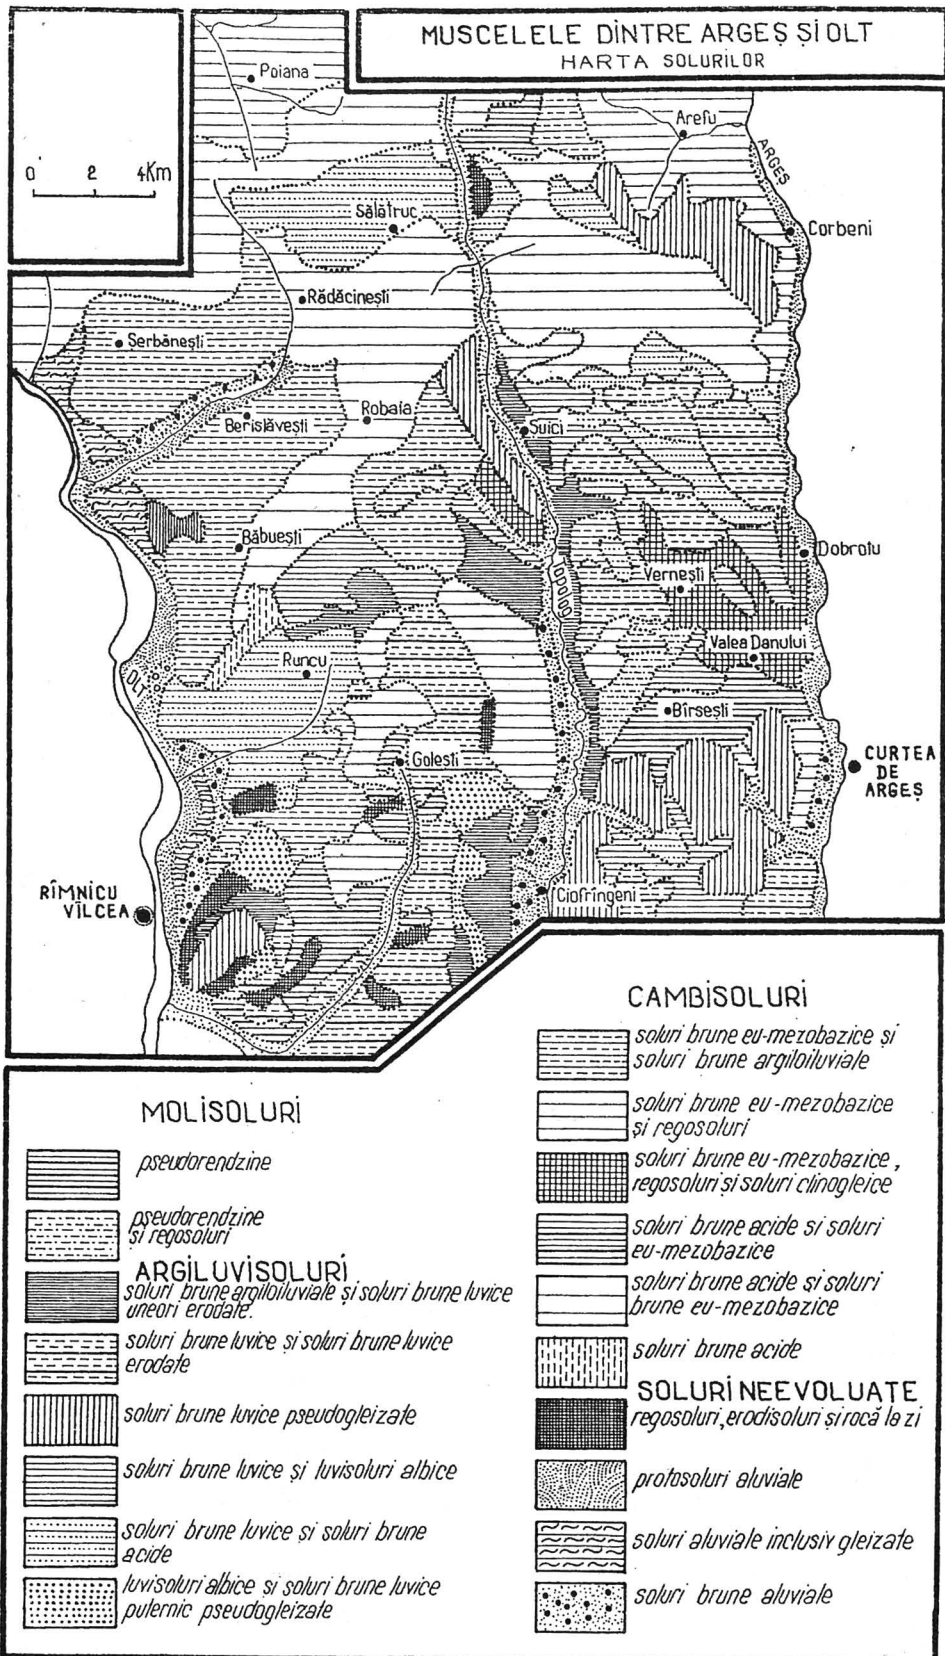 MUSCELELE DINTRE ARGEȘ ȘI OLT
HARTA SOLURILOR
0 2 4Km
Poiana
Arefu
ARGEȘ
Sălătruc
Corbeni
Rădăcinești
Șerbănești
Robaia
Berislăvești
Șuici
Băbuești
Dobrotu
Vernești
Topolog
Valea Danului
Runcu
OLT
Bîrsești
Golești
CURTEA
DE
ARGEȘ
RÎMNICU
VÎLCEA
Ciofrîngeni
MOLISOLURI
pseudorendzine
pseudorendzine
și regosoluri
ARGILUVISOLURI
soluri brune argiloiluviale și soluri brune luvice
uneori erodate.
soluri brune luvice și soluri brune luvice
erodate
soluri brune luvice pseudogleizate
soluri brune luvice și luvisoluri albice
soluri brune luvice și soluri brune
acide
luvisoluri albice și soluri brune luvice
puternic pseudogleizate
CAMBISOLURI
soluri brune eu-mezobazice și
soluri brune argiloiluviale
soluri brune eu-mezobazice
și regosoluri
soluri brune eu-mezobazice,
regosoluri și soluri clinogleice
soluri brune acide si soluri
eu-mezobazice
soluri brune acide și soluri
brune eu-mezobazice
soluri brune acide
SOLURI NEEVOLUATE
regosoluri, erodisoluri și rocă la zi
protosoluri aluviale
soluri aluviale inclusiv gleizate
soluri brune aluviale